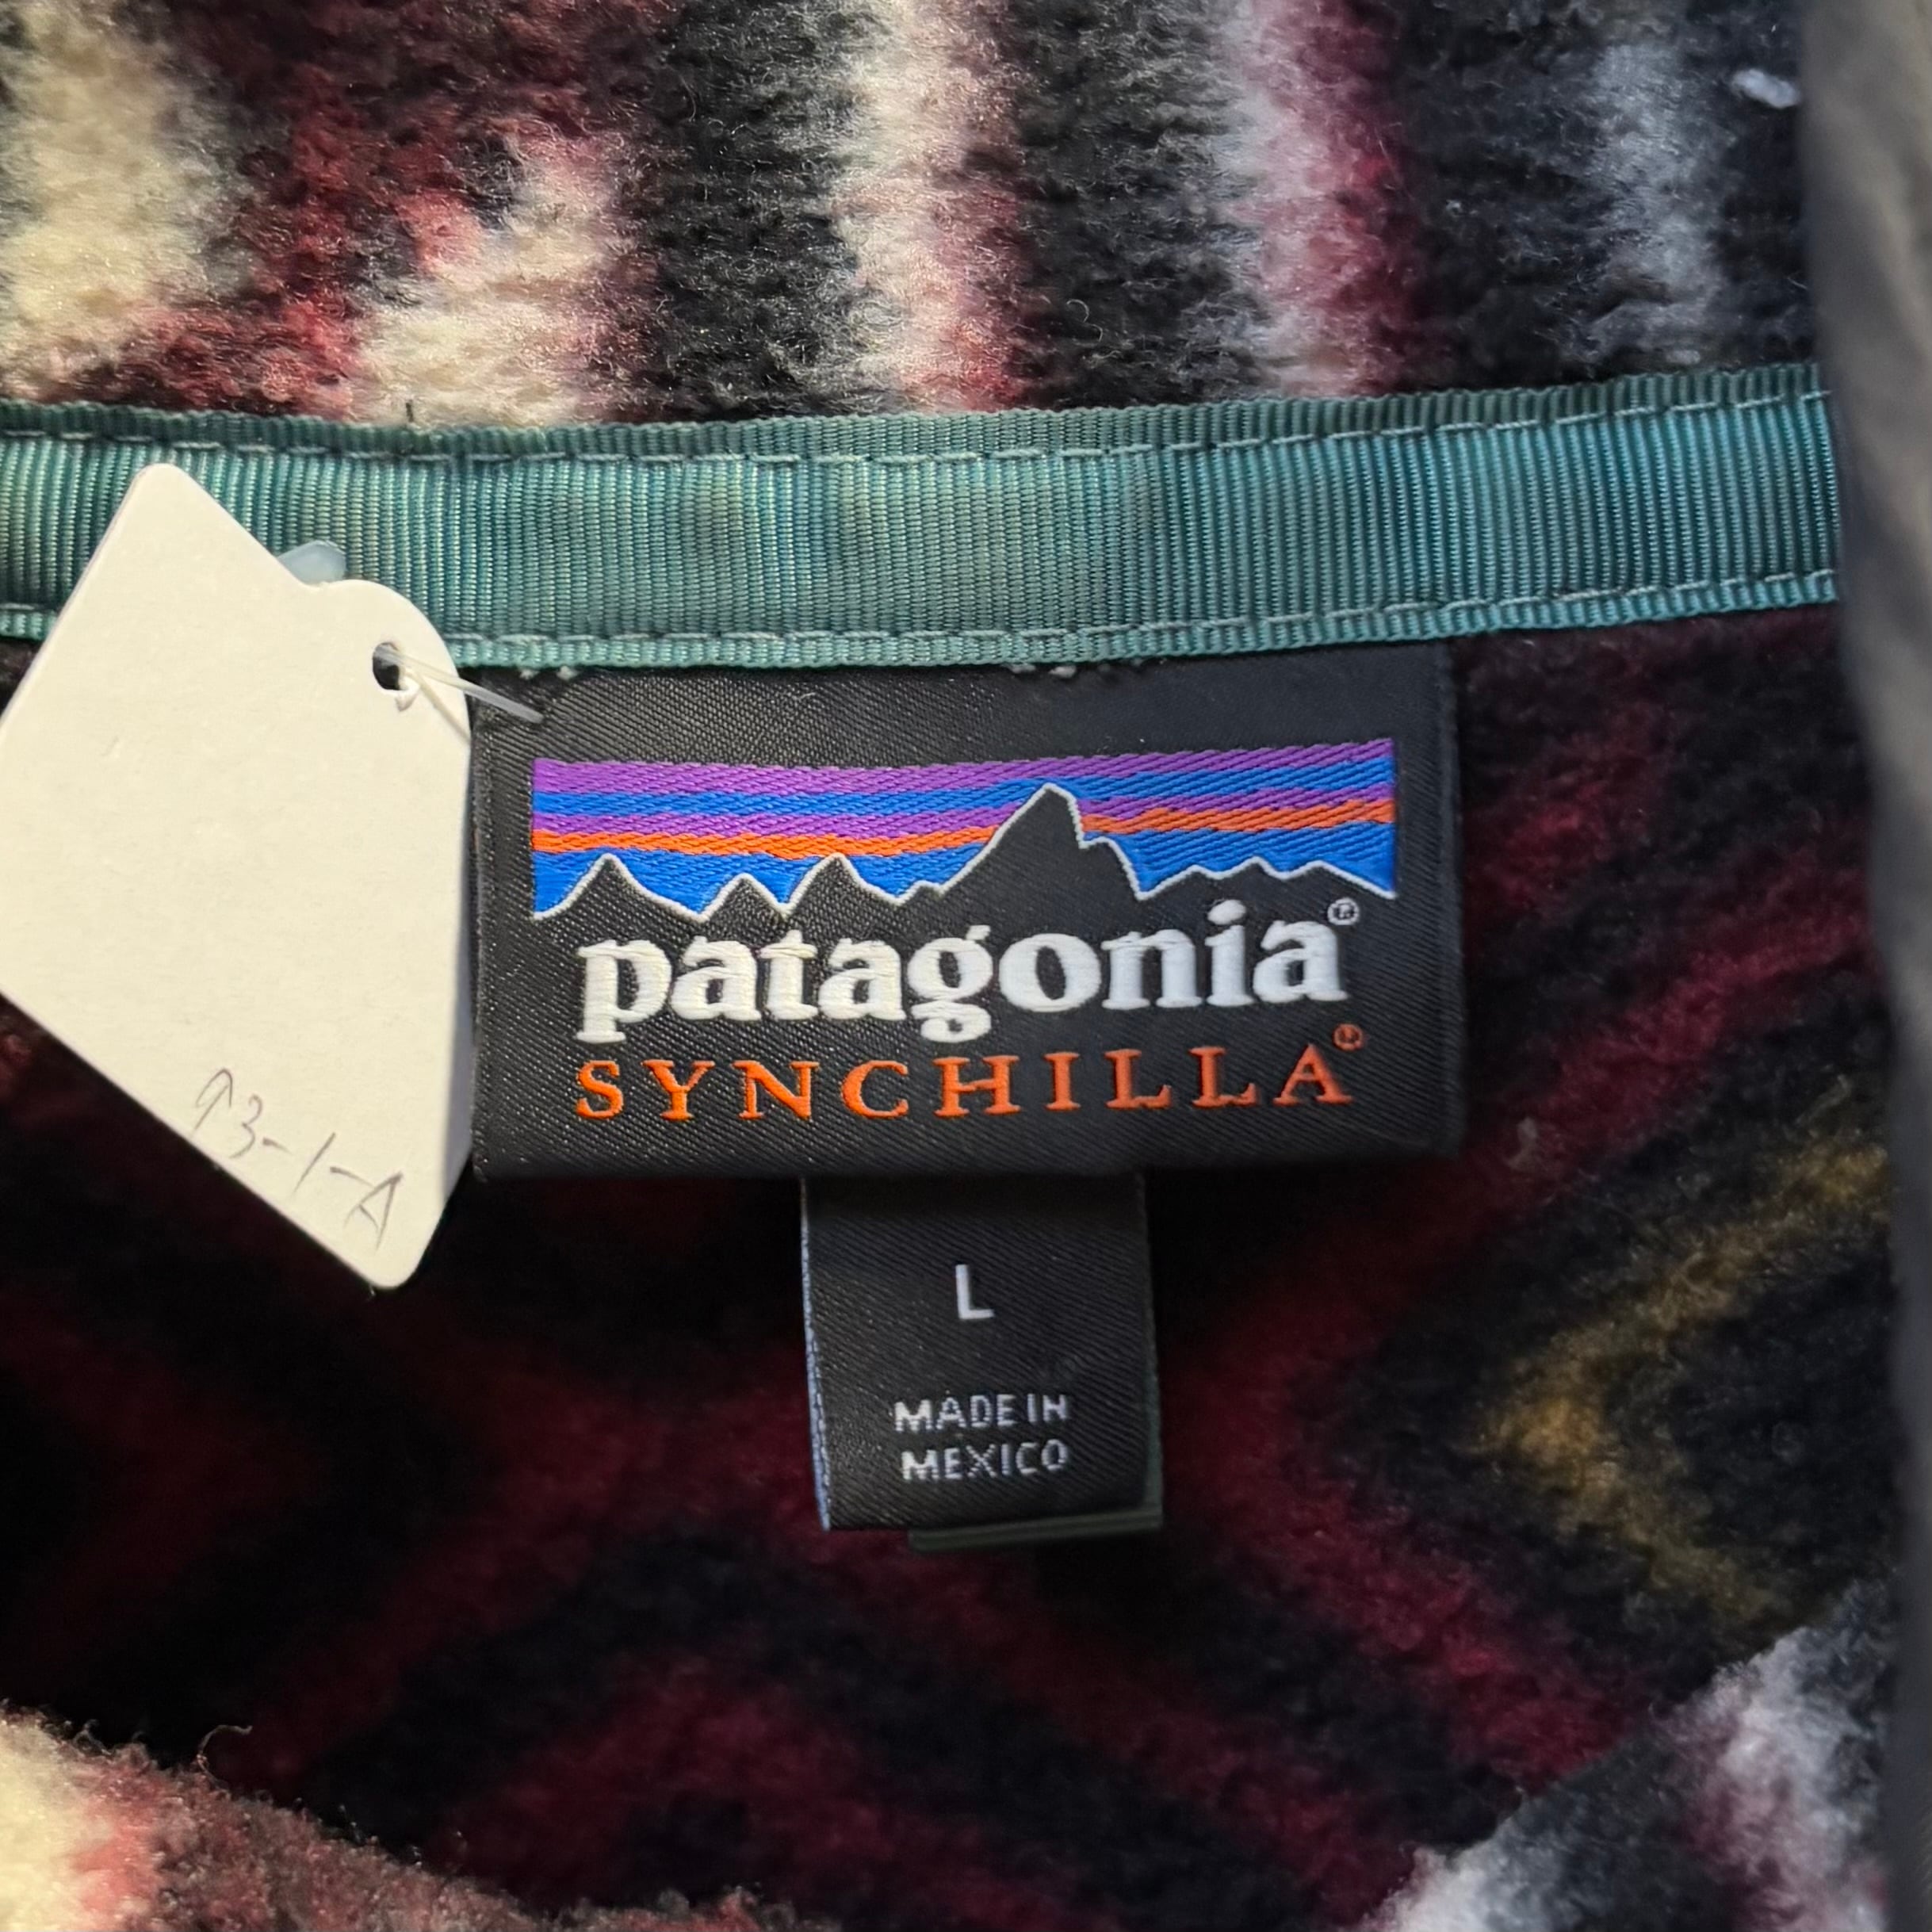 patagonia®
SYNCHILLA®
L
MADE IN
MEXICO
93-1-A